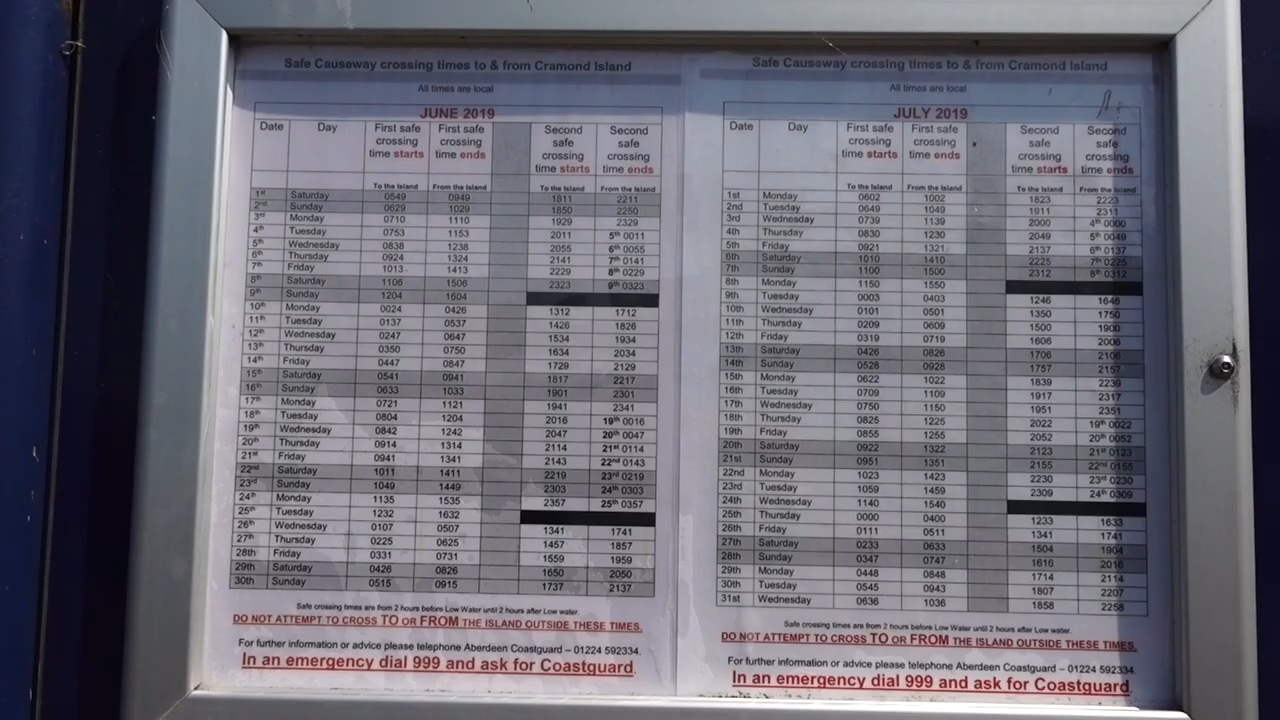 Safe Causeway crossing times to & from Cramond Island
All times are local
JUNE 2019
Date Day First safe crossing time starts First safe crossing time ends Second safe crossing time starts Second safe crossing time ends
To the Island From the Island To the Island From the Island
1st Saturday 0549 0949 1811 2211
2nd Sunday 0629 1029 1850 2250
3rd Monday 0710 1110 1929 2329
4th Tuesday 0753 1153 2011 5th 0011
5th Wednesday 0838 1238 2055 6th 0055
6th Thursday 0924 1324 2141 7th 0141
7th Friday 1013 1413 2229 8th 0229
8th Saturday 1106 1506 2323 9th 0323
9th Sunday 1204 1604
10th Monday 0024 0426 1312 1712
11th Tuesday 0137 0537 1426 1826
12th Wednesday 0247 0647 1534 1934
13th Thursday 0350 0750 1634 2034
14th Friday 0447 0847 1729 2129
15th Saturday 0541 0941 1817 2217
16th Sunday 0633 1033 1901 2301
17th Monday 0721 1121 1941 2341
18th Tuesday 0804 1204 2016 19th 0016
19th Wednesday 0842 1242 2047 20th 0047
20th Thursday 0914 1314 2114 21st 0114
21st Friday 0941 1341 2143 22nd 0143
22nd Saturday 1011 1411 2219 23rd 0219
23rd Sunday 1049 1449 2303 24th 0303
24th Monday 1135 1535 2357 25th 0357
25th Tuesday 1232 1632
26th Wednesday 0107 0507 1341 1741
27th Thursday 0225 0625 1457 1857
28th Friday 0331 0731 1559 1959
29th Saturday 0426 0826 1650 2050
30th Sunday 0515 0915 1737 2137
Safe crossing times are from 2 hours before Low Water until 2 hours after Low water.
DO NOT ATTEMPT TO CROSS TO OR FROM THE ISLAND OUTSIDE THESE TIMES.
For further information or advice please telephone Aberdeen Coastguard – 01224 592334.
In an emergency dial 999 and ask for Coastguard.
Safe Causeway crossing times to & from Cramond Island
All times are local
JULY 2019
Date Day First safe crossing time starts First safe crossing time ends Second safe crossing time starts Second safe crossing time ends
To the Island From the Island To the Island From the Island
1st Monday 0602 1002 1823 2223
2nd Tuesday 0649 1049 1911 2311
3rd Wednesday 0739 1139 2000 4th 0000
4th Thursday 0830 1230 2049 5th 0049
5th Friday 0921 1321 2137 6th 0137
6th Saturday 1010 1410 2225 7th 0225
7th Sunday 1100 1500 2312 8th 0312
8th Monday 1150 1550
9th Tuesday 0003 0403 1246 1646
10th Wednesday 0101 0501 1350 1750
11th Thursday 0209 0609 1500 1900
12th Friday 0319 0719 1606 2006
13th Saturday 0426 0826 1706 2106
14th Sunday 0528 0928 1757 2157
15th Monday 0622 1022 1839 2239
16th Tuesday 0709 1109 1917 2317
17th Wednesday 0750 1150 1951 2351
18th Thursday 0825 1225 2022 19th 0022
19th Friday 0855 1255 2052 20th 0052
20th Saturday 0922 1322 2123 21st 0123
21st Sunday 0951 1351 2155 22nd 0155
22nd Monday 1023 1423 2230 23rd 0230
23rd Tuesday 1059 1459 2309 24th 0309
24th Wednesday 1140 1540
25th Thursday 0000 0400 1233 1633
26th Friday 0111 0511 1341 1741
27th Saturday 0233 0633 1504 1904
28th Sunday 0347 0747 1616 2016
29th Monday 0448 0848 1714 2114
30th Tuesday 0545 0943 1807 2207
31st Wednesday 0636 1036 1858 2258
Safe crossing times are from 2 hours before Low Water until 2 hours after Low water.
DO NOT ATTEMPT TO CROSS TO OR FROM THE ISLAND OUTSIDE THESE TIMES.
For further information or advice please telephone Aberdeen Coastguard – 01224 592334.
In an emergency dial 999 and ask for Coastguard.